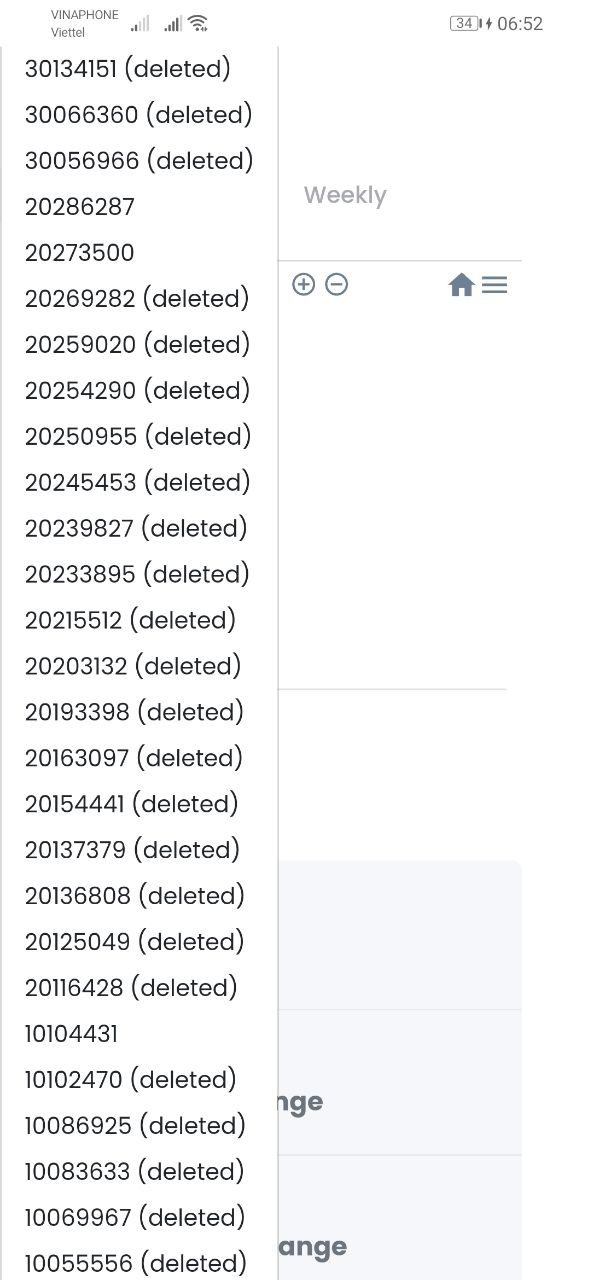 VINAPHONE
Viettel
34 06:52
30134151 (deleted)
30066360 (deleted)
30056966 (deleted)
Weekly
20286287
20273500
20269282 (deleted)
20259020 (deleted)
20254290 (deleted)
20250955 (deleted)
20245453 (deleted)
20239827 (deleted)
20233895 (deleted)
20215512 (deleted)
20203132 (deleted)
20193398 (deleted)
20163097 (deleted)
20154441 (deleted)
20137379 (deleted)
20136808 (deleted)
20125049 (deleted)
20116428 (deleted)
10104431
10102470 (deleted)
nge
10086925 (deleted)
10083633 (deleted)
10069967 (deleted)
ange
10055556 (deleted)